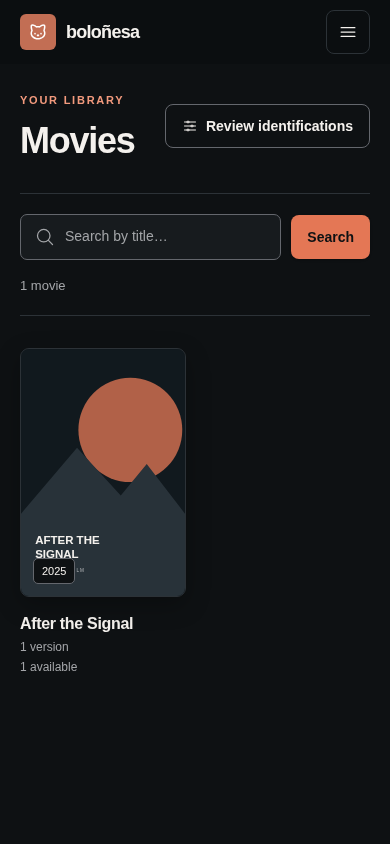 boloñesa
YOUR LIBRARY
Movies
Review identifications
Search by title…
Search
1 movie
AFTER THE
SIGNAL
2025
LM
After the Signal
1 version
1 available